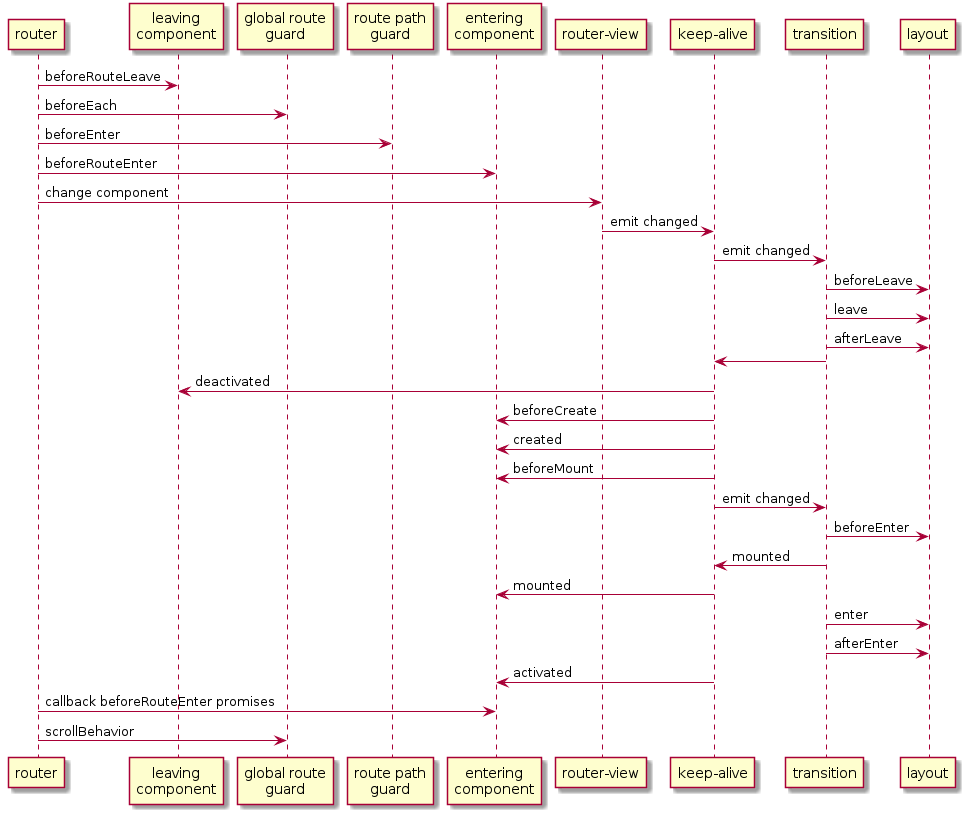 router
leaving
component
global route
guard
route path
guard
entering
component
router-view
keep-alive
transition
layout
beforeRouteLeave
beforeEach
beforeEnter
beforeRouteEnter
change component
emit changed
emit changed
beforeLeave
leave
afterLeave
deactivated
beforeCreate
created
beforeMount
emit changed
beforeEnter
mounted
mounted
enter
afterEnter
activated
callback beforeRouteEnter promises
scrollBehavior
router
leaving
component
global route
guard
route path
guard
entering
component
router-view
keep-alive
transition
layout